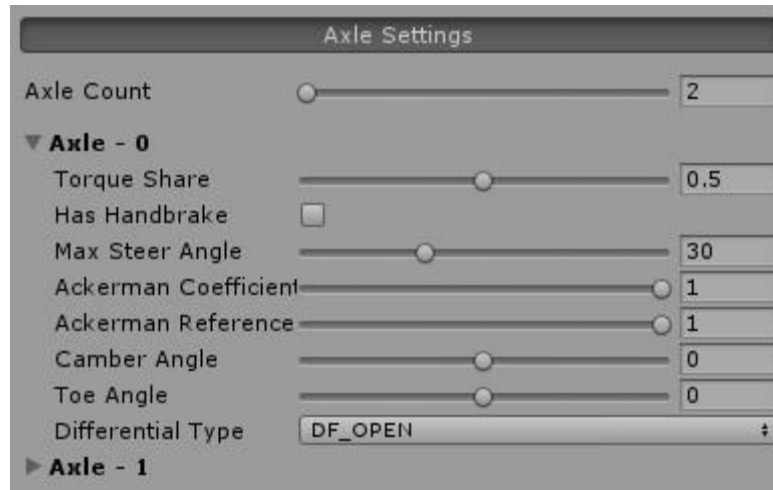 Axle Settings
Axle Count 2
Axle - 0
Torque Share 0.5
Has Handbrake
Max Steer Angle 30
Ackerman Coefficient 1
Ackerman Reference 1
Camber Angle 0
Toe Angle 0
Differential Type DF_OPEN
Axle - 1